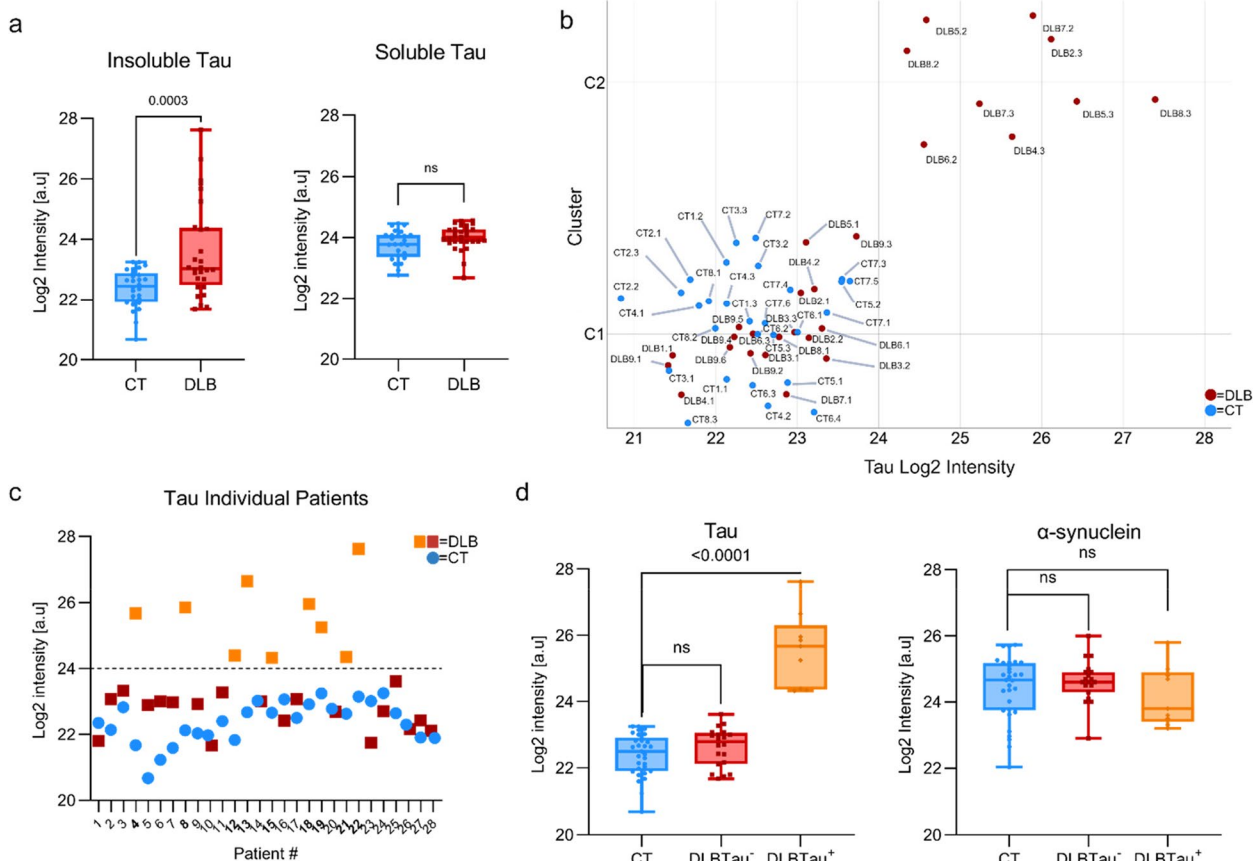 a
Insoluble Tau
0.0003
Log2 Intensity [a.u]
28
26
24
22
20
CT
DLB
Soluble Tau
ns
Log2 intensity [a.u]
28
26
24
22
20
CT
DLB
b
Cluster
C2
C1
DLB5.2
DLB7.2
DLB8.2
DLB2.3
DLB7.3
DLB5.3
DLB8.3
DLB6.2
DLB4.3
CT3.3
CT7.2
CT1.2
DLB5.1
CT2.1
CT3.2
DLB9.3
CT2.3
DLB4.2
CT7.3
CT8.1
CT4.3
CT7.4
CT7.5
CT2.2
DLB2.1
CT5.2
CT4.1
CT1.3
CT7.6
DLB9.5
DLB3.3
CT6.1
CT7.1
CT8.2
CT6.2
DLB9.4
DLB6.3
DLB2.2
DLB6.1
DLB1.1
CT5.3
DLB8.1
DLB9.6
DLB3.1
DLB9.1
DLB9.2
DLB3.2
CT3.1
CT1.1
CT5.1
CT6.3
DLB4.1
DLB7.1
CT8.3
CT4.2
CT6.4
=DLB
=CT
21 22 23 24 25 26 27 28
Tau Log2 Intensity
c
Tau Individual Patients
=DLB
=CT
Log2 intensity [a.u]
28
26
24
22
20
1 2 3 4 5 6 7 8 9 10 11 12 13 14 15 16 17 18 19 20 21 22 23 24 25 26 27 28
Patient #
d
Tau
<0.0001
ns
Log2 intensity [a.u]
28
26
24
22
20
CT DLBTau⁻ DLBTau⁺
α-synuclein
ns
ns
Log2 intensity [a.u]
28
26
24
22
20
CT DLBTau⁻ DLBTau⁺